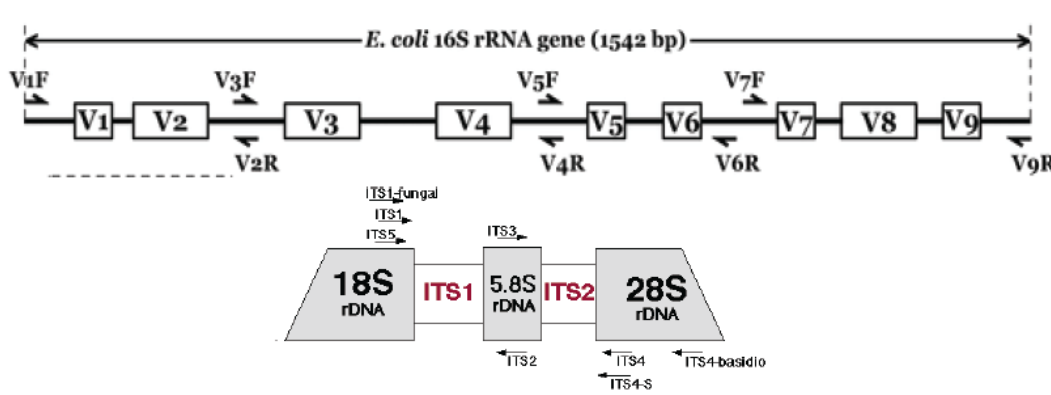 E. coli 16S rRNA gene (1542 bp)
V1F V3F V5F V7F
V1 V2 V3 V4 V5 V6 V7 V8 V9
V2R V4R V6R V9R
ITS1-fungal
ITS1
ITS5 ITS3
18S rDNA ITS1 5.8S rDNA ITS2 28S rDNA
ITS2 ITS4 ITS4-basidio
ITS4-S